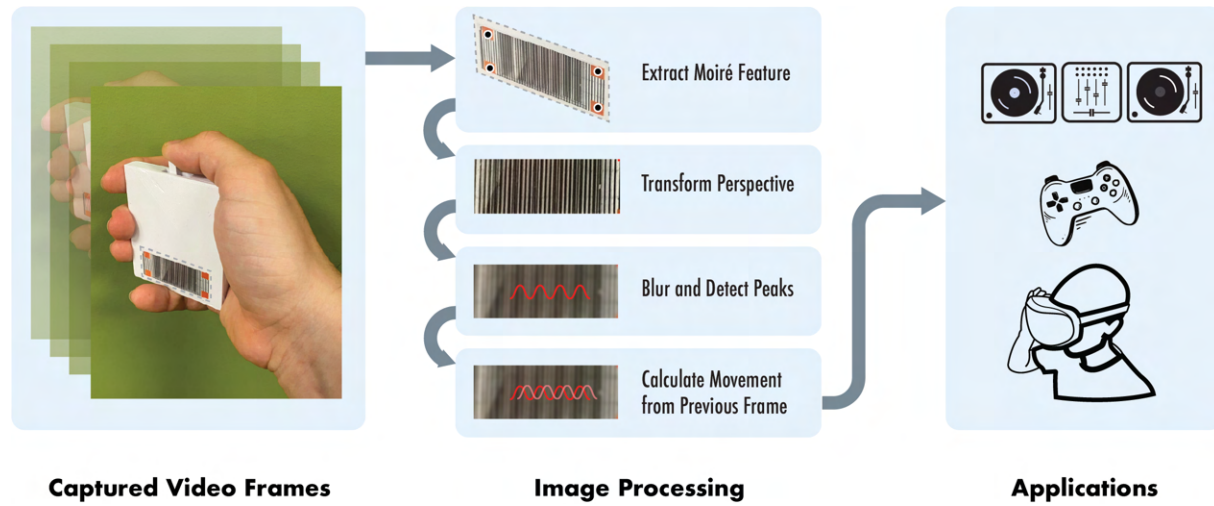 Extract Moiré Feature
Transform Perspective
Blur and Detect Peaks
Calculate Movement
from Previous Frame
Captured Video Frames
Image Processing
Applications